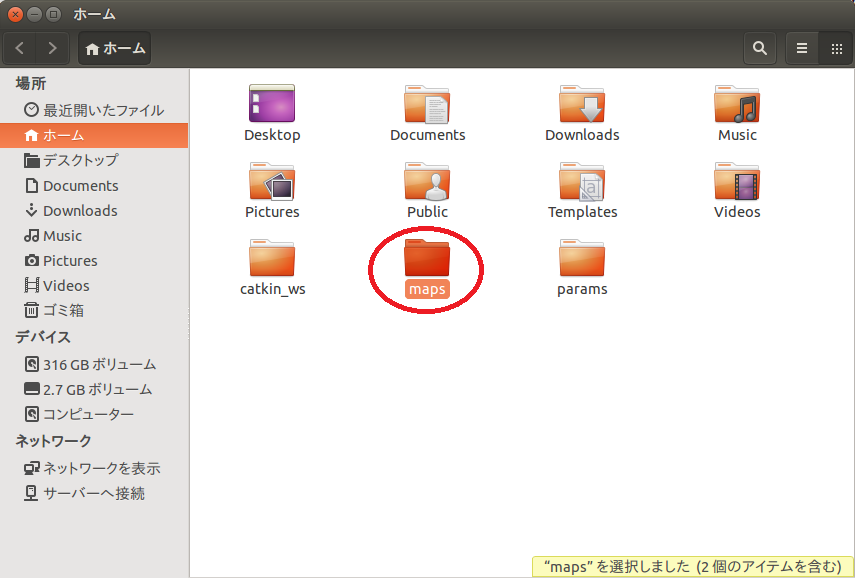 ホーム
ホーム
場所
最近開いたファイル
ホーム
デスクトップ
Documents
Downloads
Music
Pictures
Videos
ゴミ箱
デバイス
316 GB ボリューム
2.7 GB ボリューム
コンピューター
ネットワーク
ネットワークを表示
サーバーへ接続
Desktop Documents Downloads Music
Pictures Public Templates Videos
catkin_ws maps params
“maps” を選択しました (2 個のアイテムを含む)